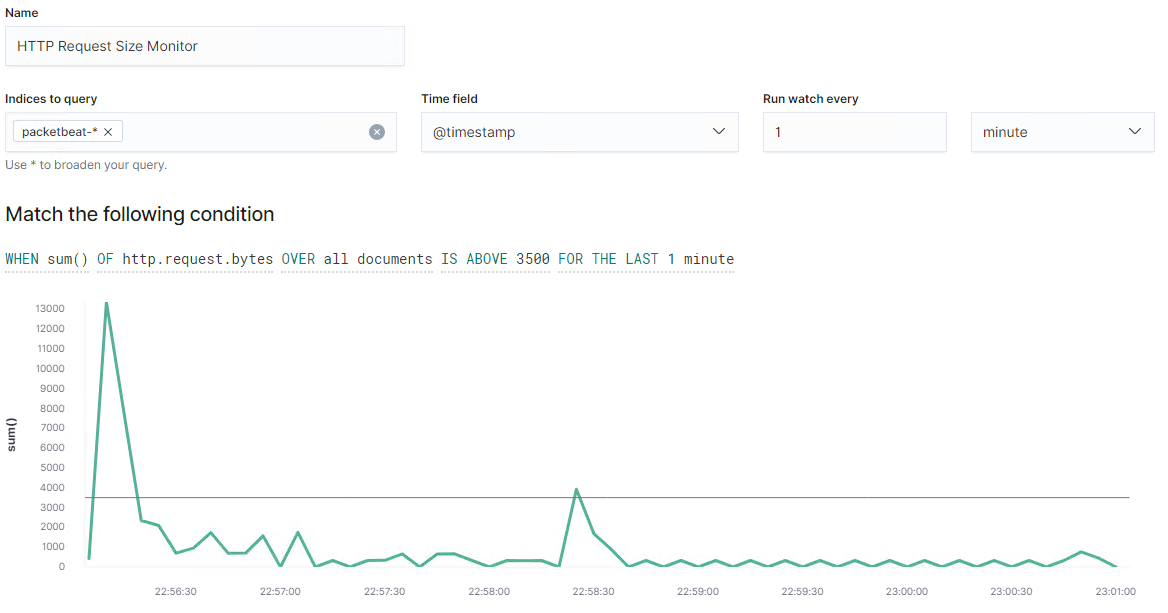 Name
HTTP Request Size Monitor
Indices to query
Time field
Run watch every
packetbeat-*
@timestamp
1
minute
Use * to broaden your query.
Match the following condition
WHEN sum() OF http.request.bytes OVER all documents IS ABOVE 3500 FOR THE LAST 1 minute
13000
12000
11000
10000
9000
8000
7000
6000
5000
4000
3000
2000
1000
0
sum()
22:56:30 22:57:00 22:57:30 22:58:00 22:58:30 22:59:00 22:59:30 23:00:00 23:00:30 23:01:00